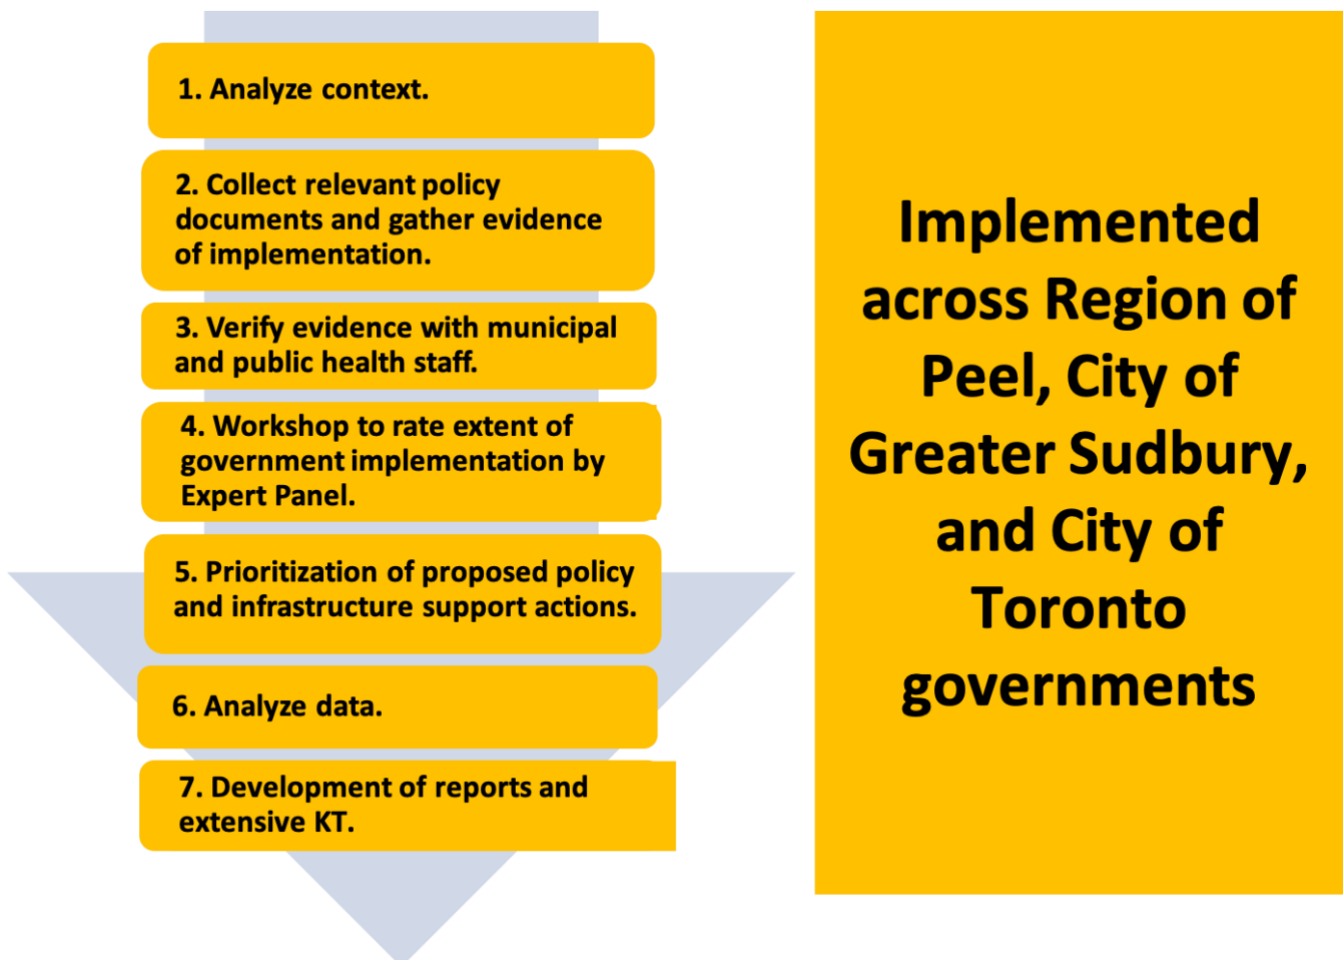 1. Analyze context.
2. Collect relevant policy
documents and gather evidence
of implementation.
3. Verify evidence with municipal
and public health staff.
4. Workshop to rate extent of
government implementation by
Expert Panel.
5. Prioritization of proposed policy
and infrastructure support actions.
6. Analyze data.
7. Development of reports and
extensive KT.
Implemented
across Region of
Peel, City of
Greater Sudbury,
and City of
Toronto
governments